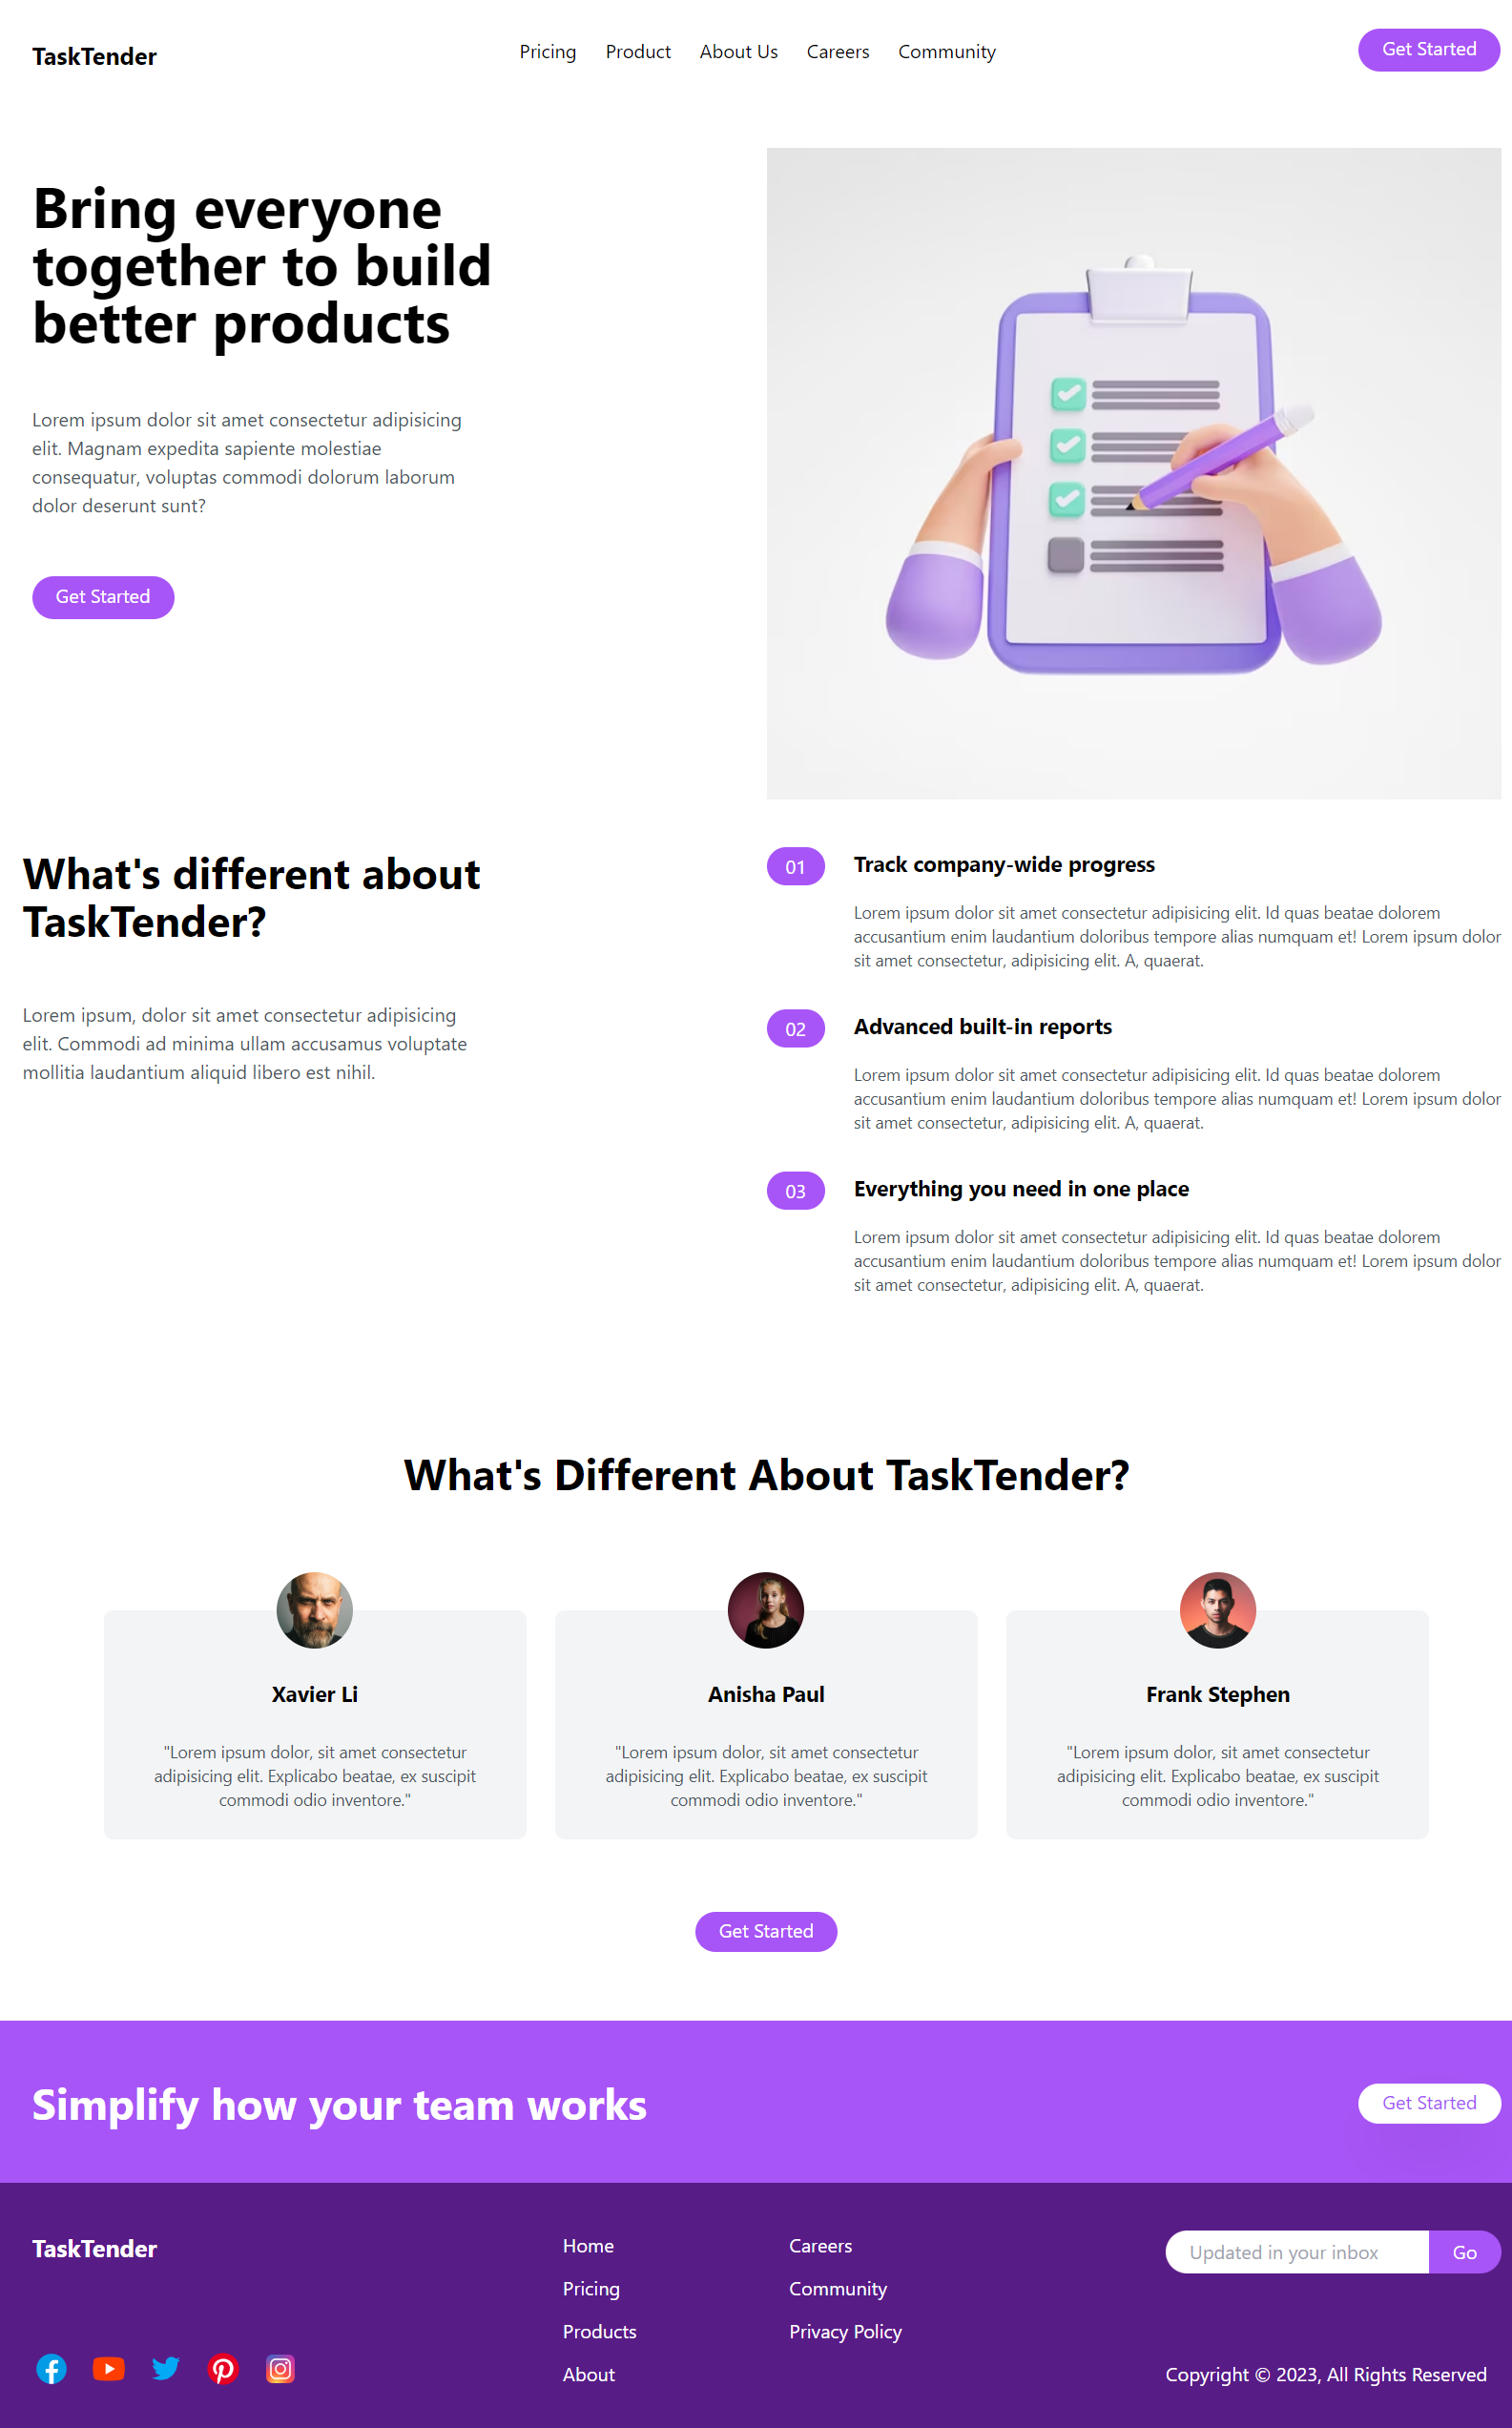 TaskTender
Pricing Product About Us Careers Community
Get Started
Bring everyone
together to build
better products
Lorem ipsum dolor sit amet consectetur adipisicing
elit. Magnam expedita sapiente molestiae
consequatur, voluptas commodi dolorum laborum
dolor deserunt sunt?
Get Started
What's different about
TaskTender?
Lorem ipsum, dolor sit amet consectetur adipisicing
elit. Commodi ad minima ullam accusamus voluptate
mollitia laudantium aliquid libero est nihil.
01 Track company-wide progress
Lorem ipsum dolor sit amet consectetur adipisicing elit. Id quas beatae dolorem
accusantium enim laudantium doloribus tempore alias numquam et! Lorem ipsum dolor
sit amet consectetur, adipisicing elit. A, quaerat.
02 Advanced built-in reports
Lorem ipsum dolor sit amet consectetur adipisicing elit. Id quas beatae dolorem
accusantium enim laudantium doloribus tempore alias numquam et! Lorem ipsum dolor
sit amet consectetur, adipisicing elit. A, quaerat.
03 Everything you need in one place
Lorem ipsum dolor sit amet consectetur adipisicing elit. Id quas beatae dolorem
accusantium enim laudantium doloribus tempore alias numquam et! Lorem ipsum dolor
sit amet consectetur, adipisicing elit. A, quaerat.
What's Different About TaskTender?
Xavier Li
"Lorem ipsum dolor, sit amet consectetur
adipisicing elit. Explicabo beatae, ex suscipit
commodi odio inventore."
Anisha Paul
"Lorem ipsum dolor, sit amet consectetur
adipisicing elit. Explicabo beatae, ex suscipit
commodi odio inventore."
Frank Stephen
"Lorem ipsum dolor, sit amet consectetur
adipisicing elit. Explicabo beatae, ex suscipit
commodi odio inventore."
Get Started
Simplify how your team works
Get Started
TaskTender
Home
Pricing
Products
About
Careers
Community
Privacy Policy
Updated in your inbox Go
Copyright © 2023, All Rights Reserved